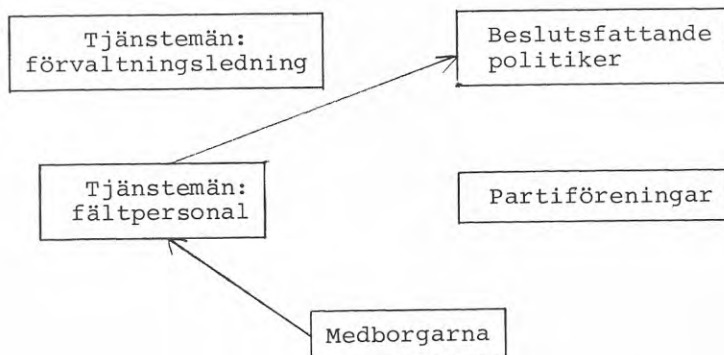 Tjänstemän:
förvaltningsledning
Beslutsfattande
politiker
Tjänstemän:
fältpersonal
Partiföreningar
Medborgarna